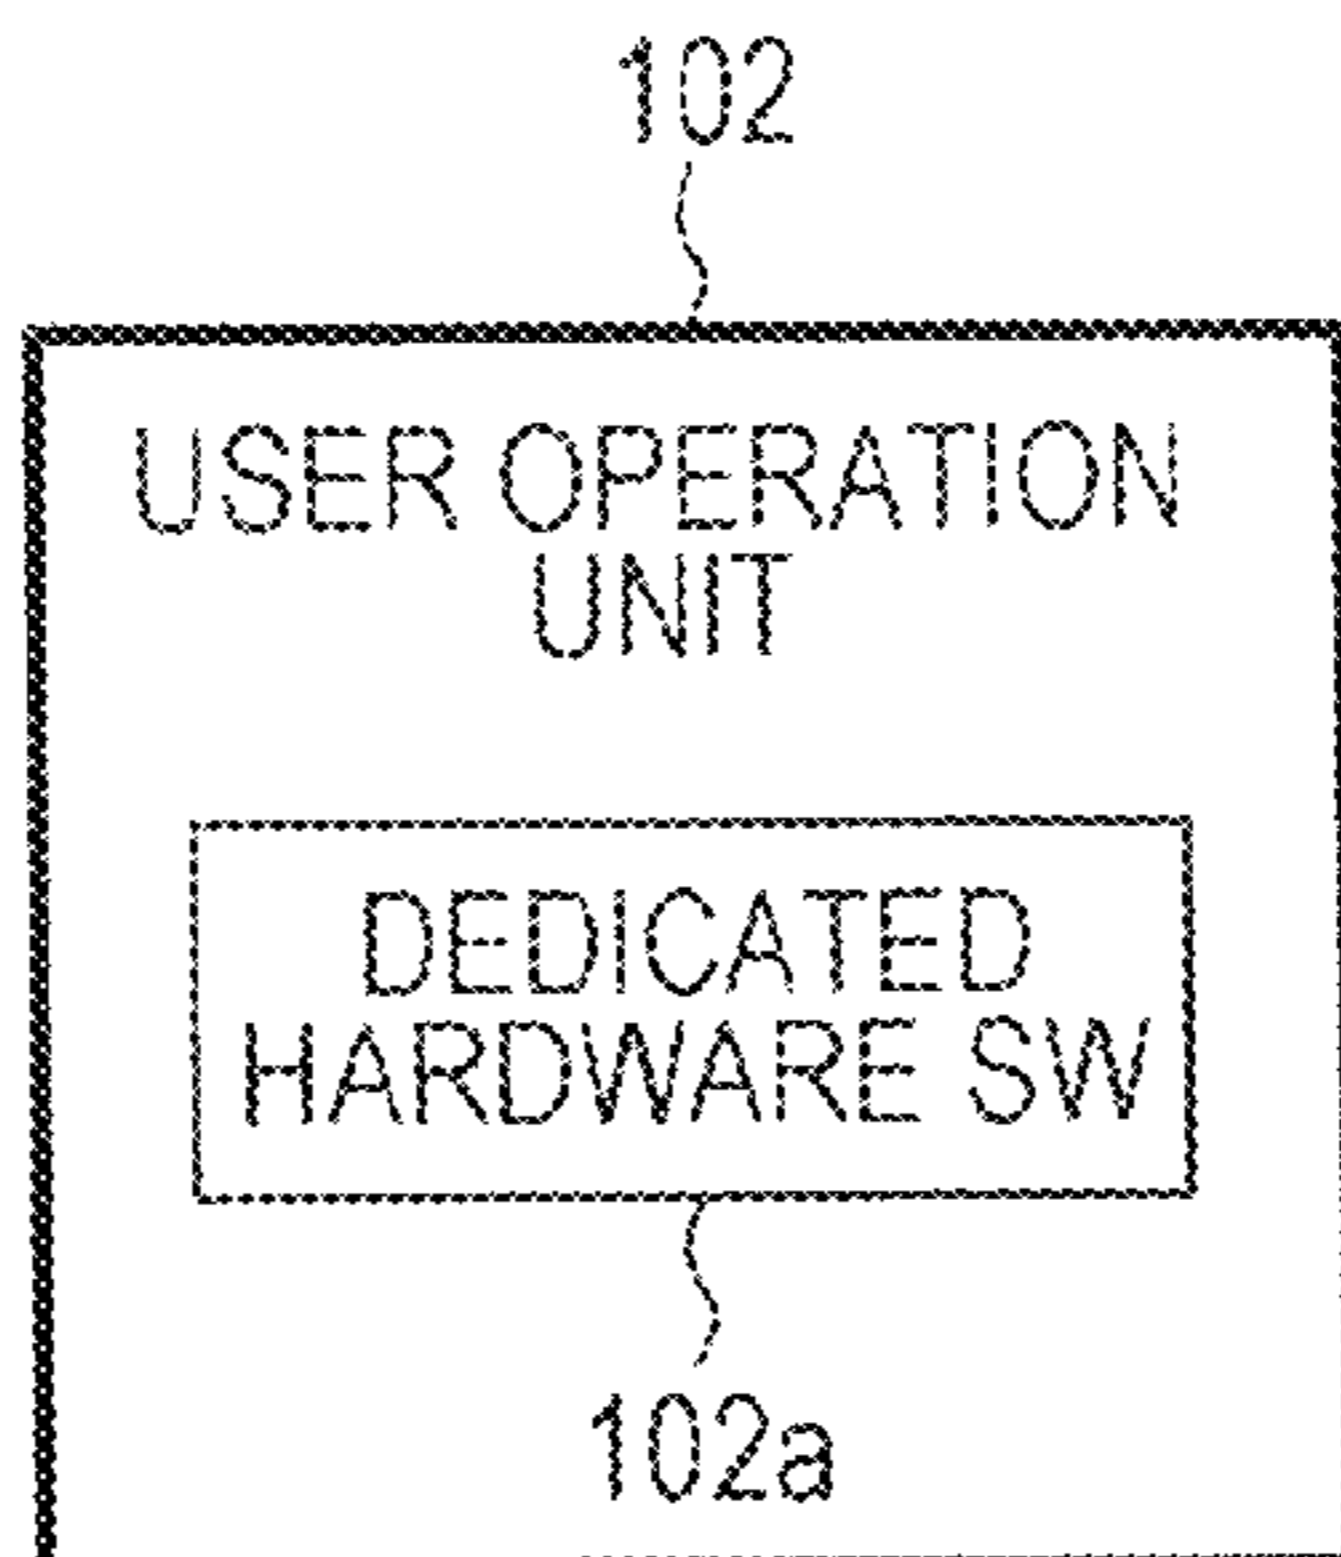 102
USER OPERATION
UNIT
DEDICATED
HARDWARE SW
102a